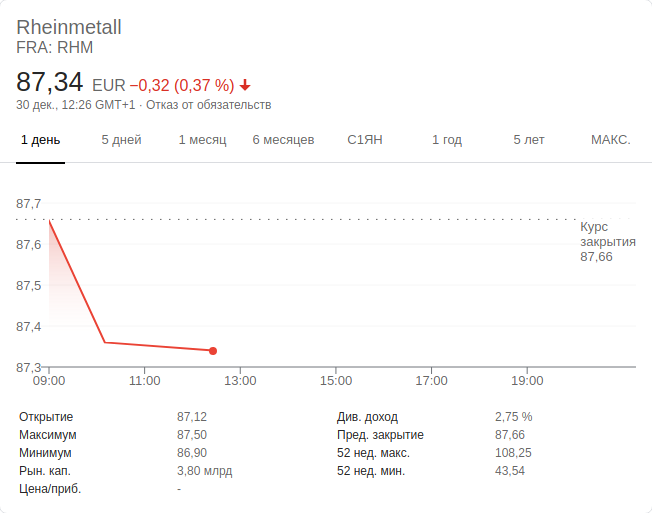 Rheinmetall
FRA: RHM
87,34 EUR −0,32 (0,37 %)
30 дек., 12:26 GMT+1 · Отказ от обязательств
1 день 5 дней 1 месяц 6 месяцев С1ЯН 1 год 5 лет МАКС.
87,7
Курс
закрытия
87,66
87,6
87,5
87,4
87,3
09:00 11:00 13:00 15:00 17:00 19:00
Открытие 87,12 Див. доход 2,75 %
Максимум 87,50 Пред. закрытие 87,66
Минимум 86,90 52 нед. макс. 108,25
Рын. кап. 3,80 млрд 52 нед. мин. 43,54
Цена/приб. -